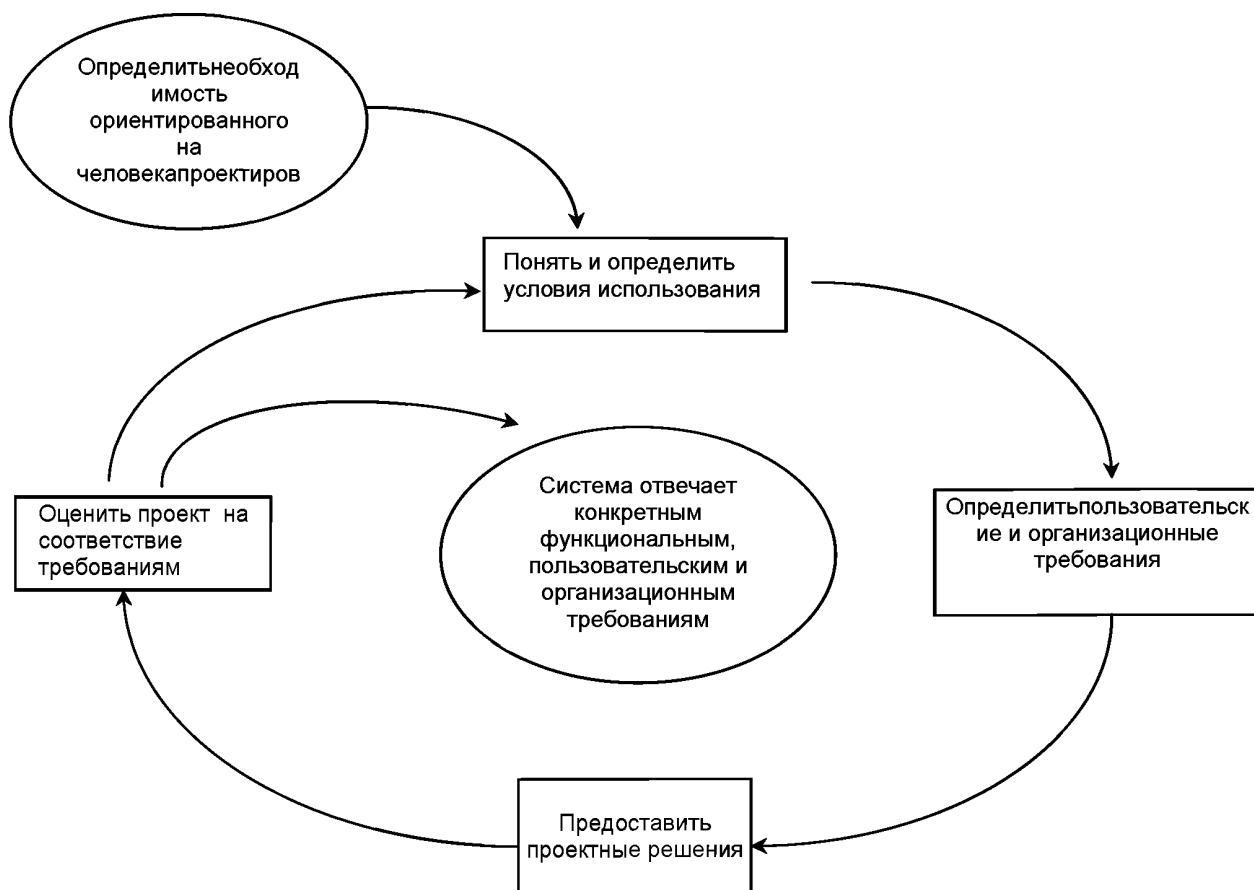 Определитьнеобход
имость
ориентированного
на
человекапроектиров
Понять и определить
условия использования
Оценить проект на
соответствие
требованиям
Система отвечает
конкретным
функциональным,
пользовательским и
организационным
требованиям
Определитьпользовательск
ие и организационные
требования
Предоставить
проектные решения